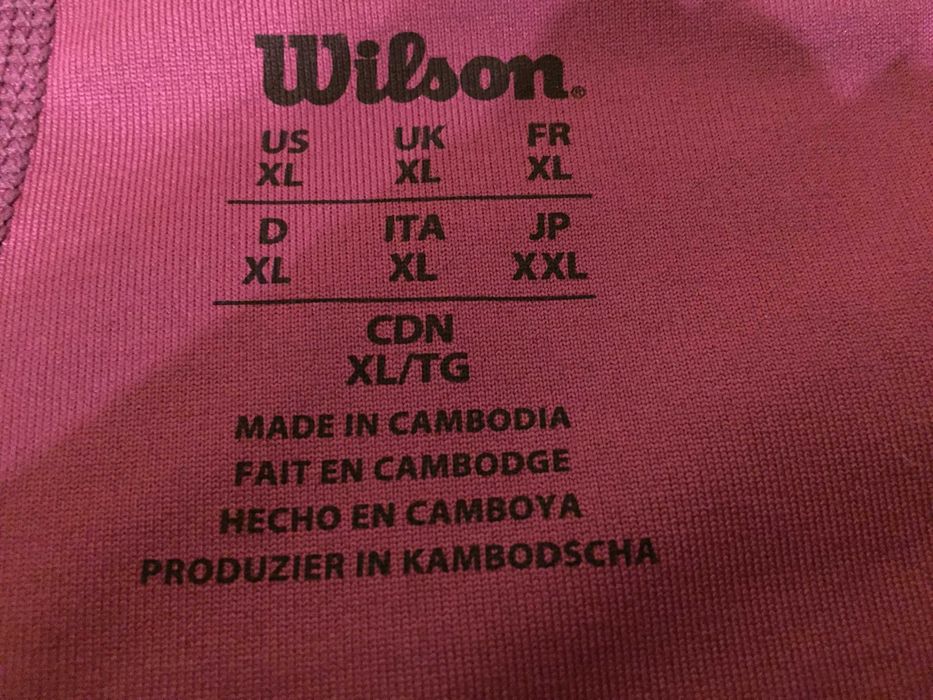 Wilson®
US UK FR
XL XL XL
D ITA JP
XL XL XXL
CDN
XL/TG
MADE IN CAMBODIA
FAIT EN CAMBODGE
HECHO EN CAMBOYA
PRODUZIER IN KAMBODSCHA